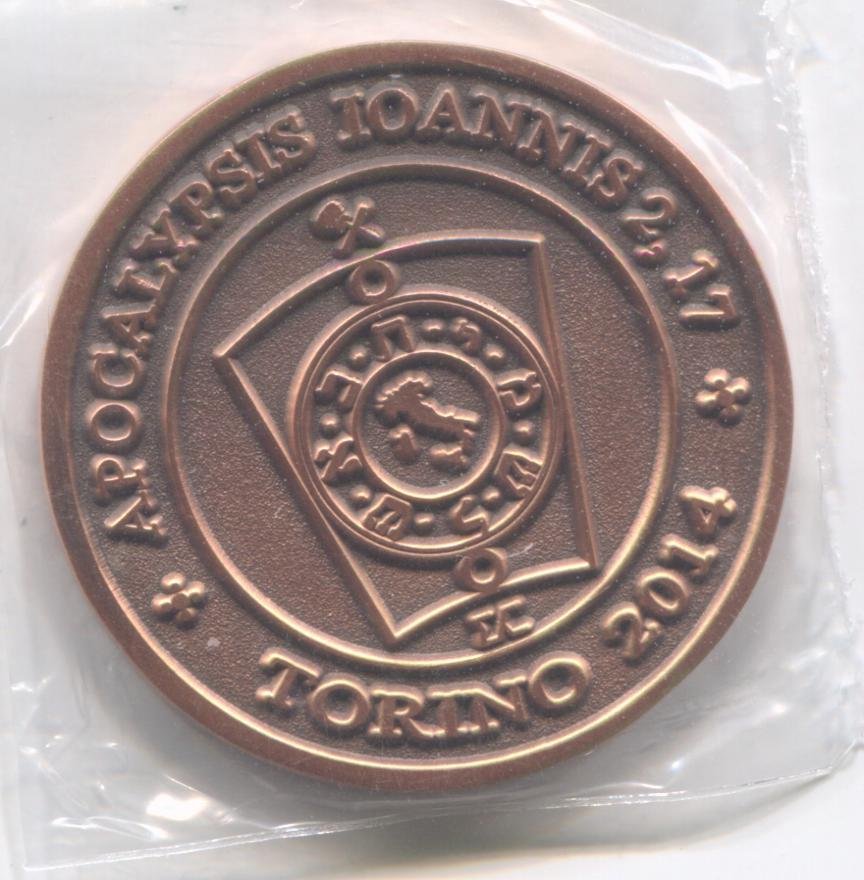 APOCALYPSIS IOANNIS 2, 17
TORINO 2014